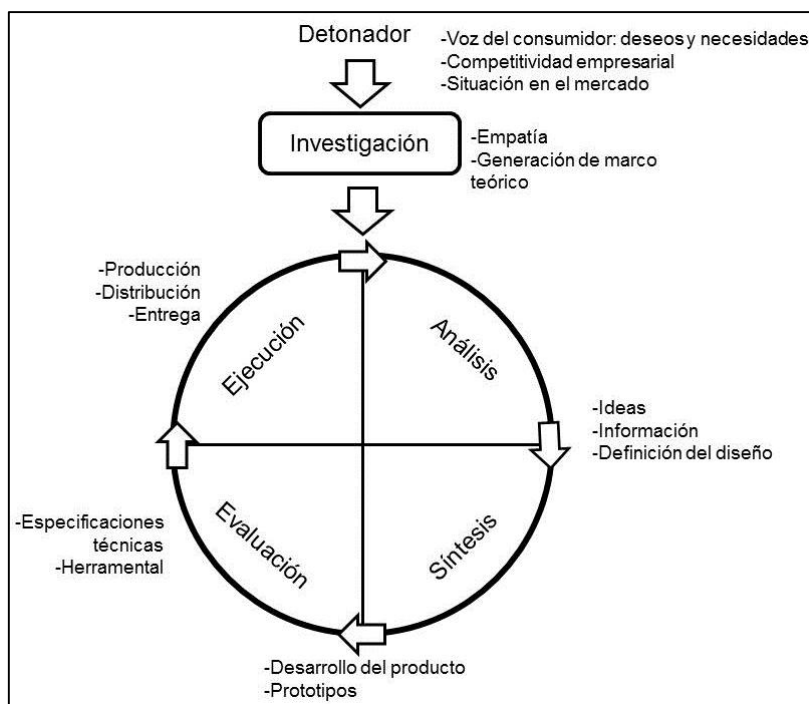 Detonador
-Voz del consumidor: deseos y necesidades
-Competitividad empresarial
-Situación en el mercado
Investigación
-Empatía
-Generación de marco
teórico
-Producción
-Distribución
-Entrega
Ejecución
Análisis
-Ideas
-Información
-Definición del diseño
-Especificaciones
técnicas
-Herramental
Evaluación
Síntesis
-Desarrollo del producto
-Prototipos